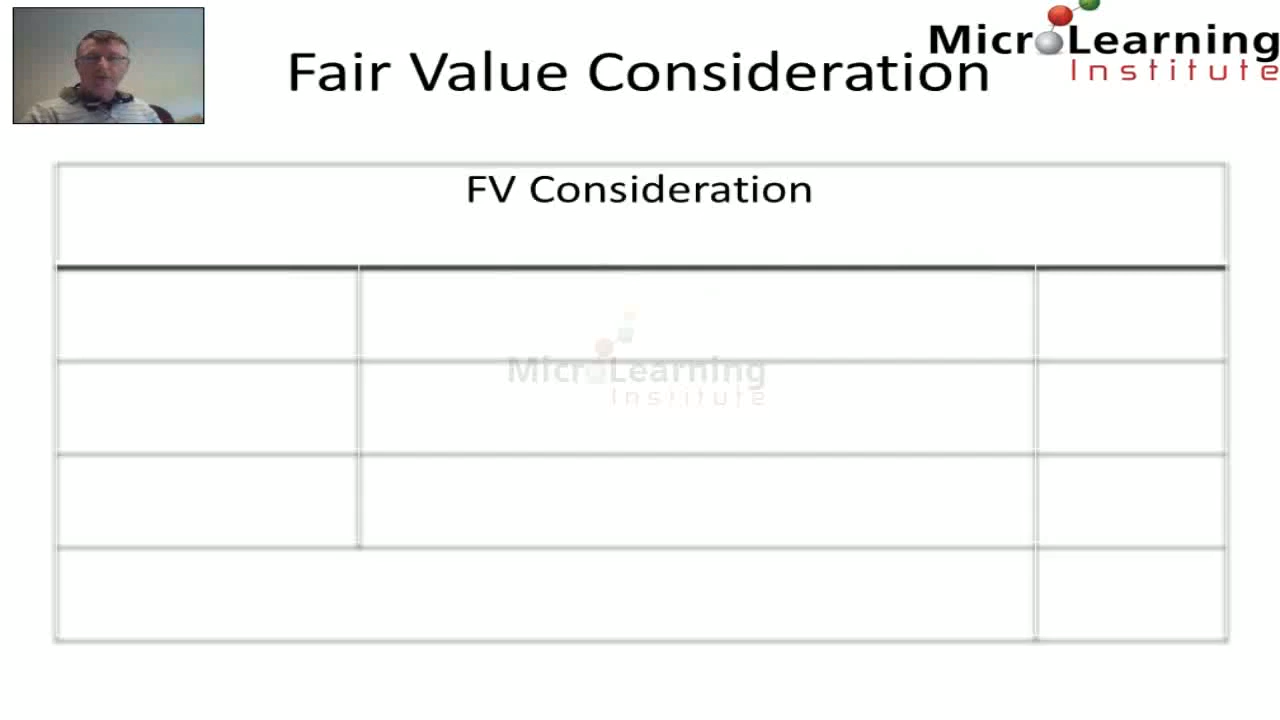 MicroLearning
Institute
Fair Value Consideration
FV Consideration
MicroLearning
Institute